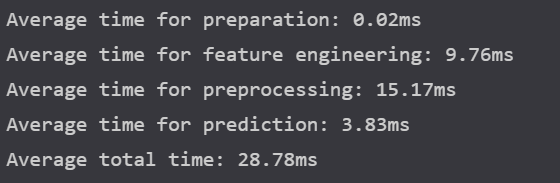 Average time for preparation: 0.02ms
Average time for feature engineering: 9.76ms
Average time for preprocessing: 15.17ms
Average time for prediction: 3.83ms
Average total time: 28.78ms